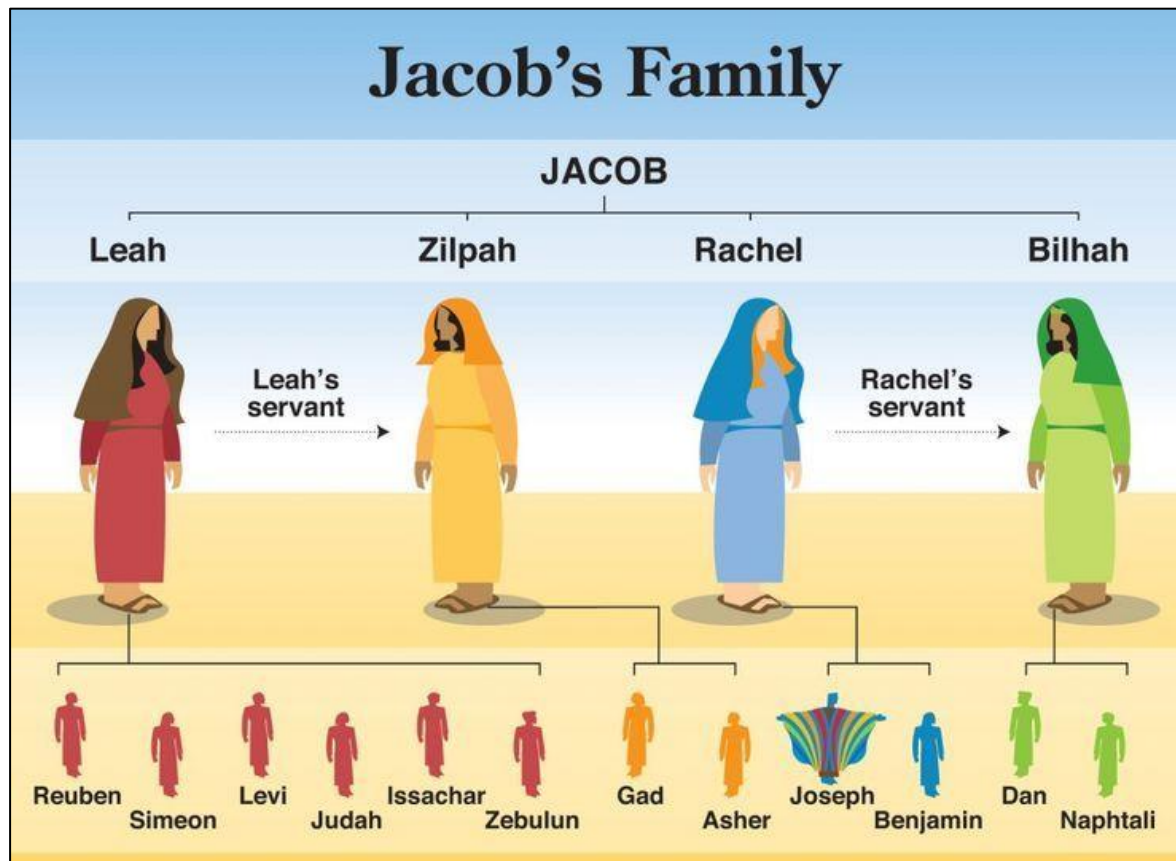 Jacob's Family
JACOB
Leah Zilpah Rachel Bilhah
Leah's
servant
Rachel's
servant
Reuben Simeon Levi Judah Issachar Zebulun Gad Asher Joseph Benjamin Dan Naphtali